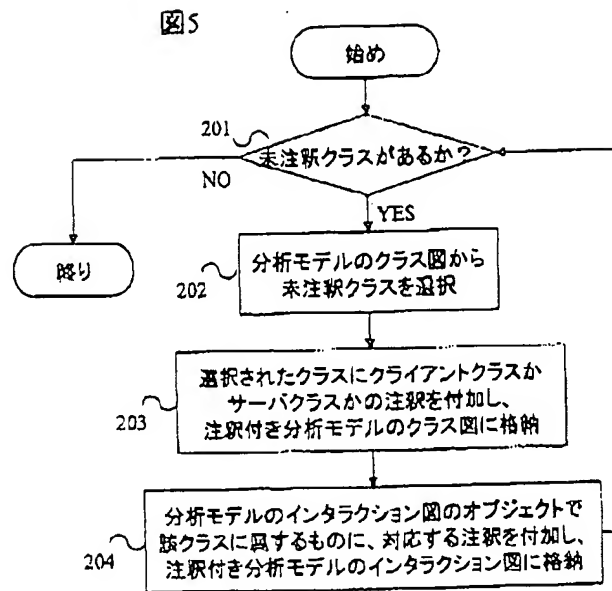 図5
始め
201
未注釈クラスがあるか?
NO
YES
終り
202
分析モデルのクラス図から
未注釈クラスを選択
選択されたクラスにクライアントクラスか
サーバクラスかの注釈を付加し、
注釈付き分析モデルのクラス図に格納
203
分析モデルのインタラクション図のオブジェクトで
該クラスに属するものに、対応する注釈を付加し、
注釈付き分析モデルのインタラクション図に格納
204